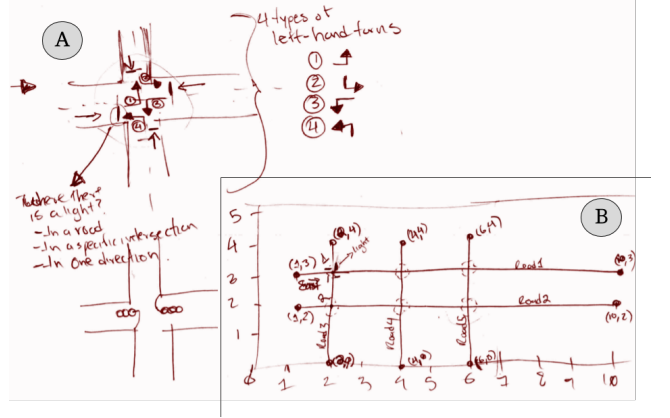 A
4 types of
left-hand turns
1
2
3
4
where there
is a light?
- In a road
- In a specific intersection
- In one direction
B
5
4
3
2
1
0 1 2 3 4 5 6 7 8 9 10
(2,4)
(4,4)
(6,4)
light
(1,3)
Road1
(10,3)
(1,2)
Road2
(10,2)
Road3
Road4
Road5
(4,0)
(6,0)